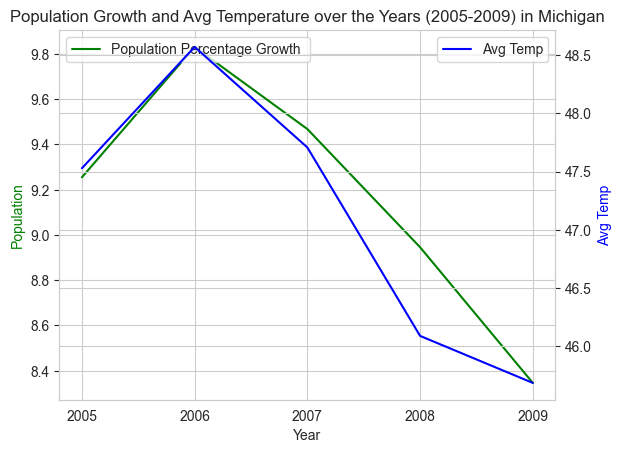 Population Growth and Avg Temperature over the Years (2005-2009) in Michigan
Population Percentage Growth
Avg Temp
9.8
9.6
9.4
9.2
9.0
8.8
8.6
8.4
Population
48.5
48.0
47.5
47.0
46.5
46.0
Avg Temp
2005 2006 2007 2008 2009
Year